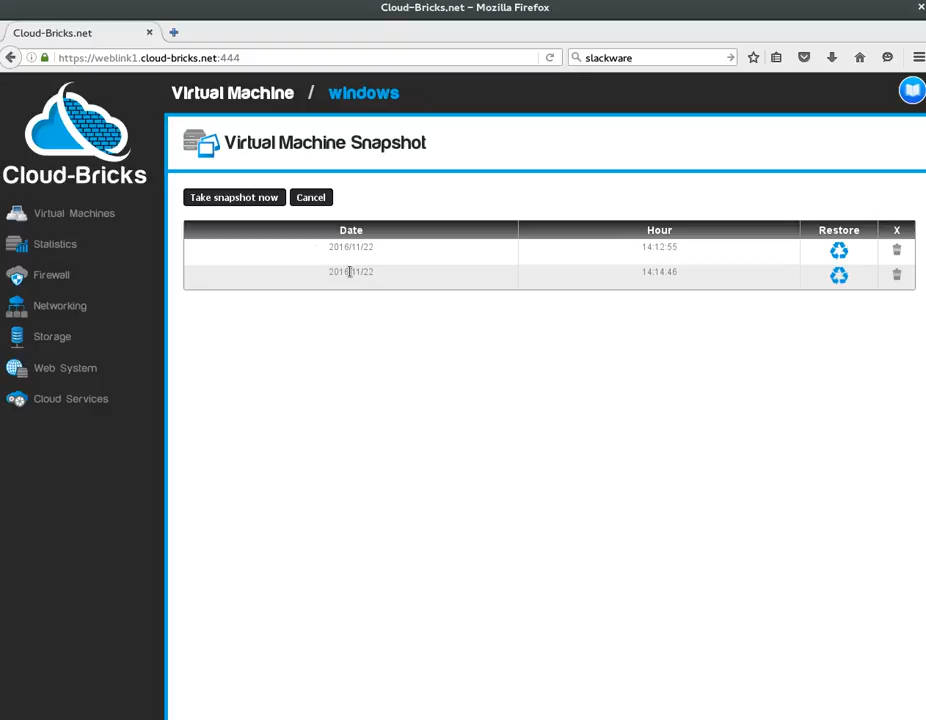 Cloud-Bricks.net - Mozilla Firefox
Cloud-Bricks.net
https://weblink1.cloud-bricks.net:444
slackware
Virtual Machine / windows
Virtual Machine Snapshot
Cloud-Bricks
Take snapshot now Cancel
Virtual Machines
Statistics
Firewall
Networking
Storage
Web System
Cloud Services
Date Hour Restore X
2016/11/22 14:12:55
2016/11/22 14:14:46